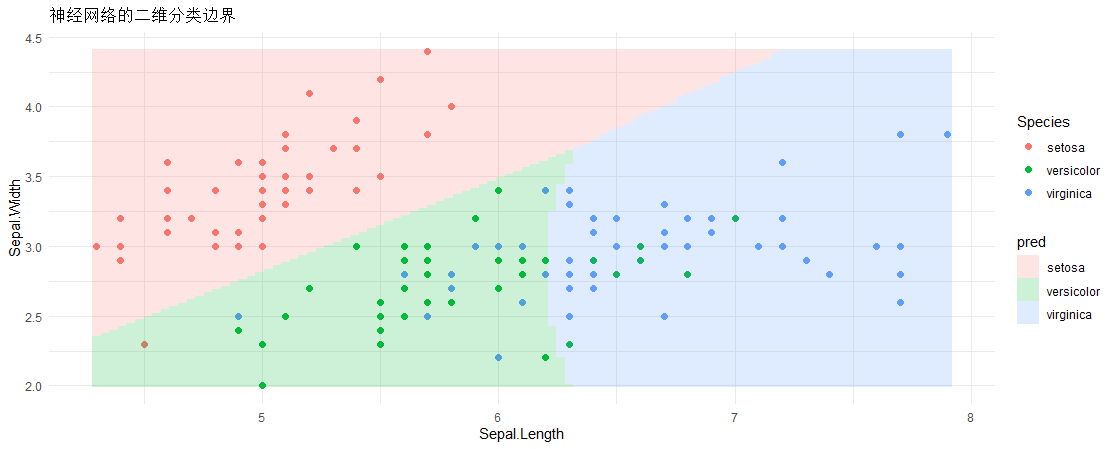 神经网络的二维分类边界
4.5
4.0
3.5
3.0
2.5
2.0
Sepal.Width
5
6
7
8
Sepal.Length
Species
setosa
versicolor
virginica
pred
setosa
versicolor
virginica